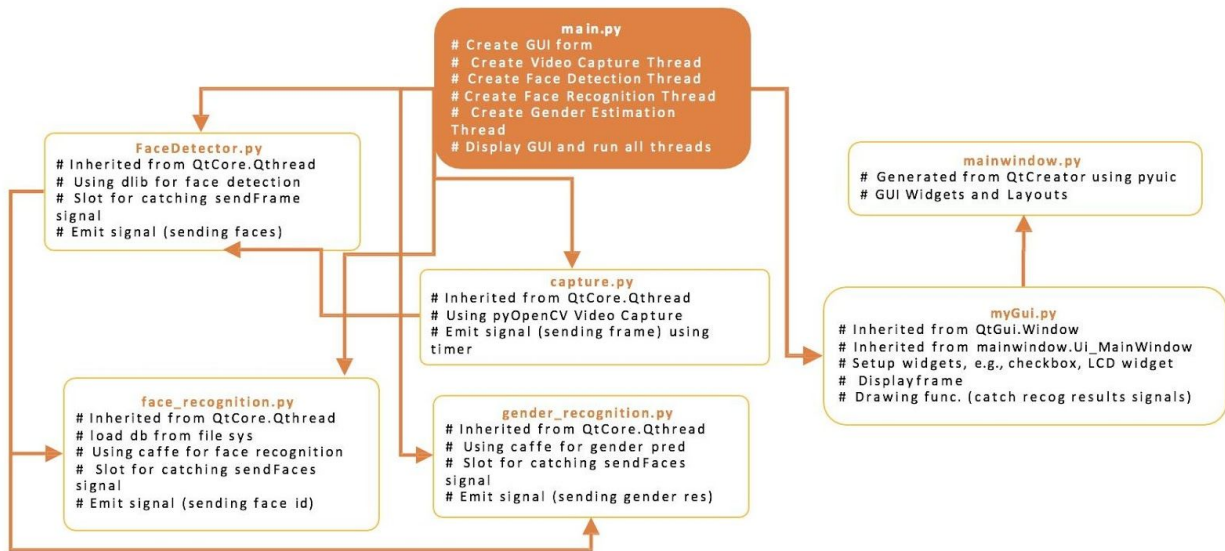 main.py
# Create GUI form
# Create Video Capture Thread
# Create Face Detection Thread
# Create Face Recognition Thread
# Create Gender Estimation
Thread
# Display GUI and run all threads
FaceDetector.py
# Inherited from QtCore.Qthread
# Using dlib for face detection
# Slot for catching sendFrame
signal
# Emit signal (sending faces)
mainwindow.py
# Generated from QtCreator using pyuic
# GUI Widgets and Layouts
capture.py
# Inherited from QtCore.Qthread
# Using pyOpenCV Video Capture
# Emit signal (sending frame) using
timer
myGui.py
# Inherited from QtGui.Window
# Inherited from mainwindow.Ui_MainWindow
# Setup widgets, e.g., checkbox, LCD widget
# Displayframe
# Drawing func. (catch recog results signals)
face_recognition.py
# Inherited from QtCore.Qthread
# load db from file sys
# Using caffe for face recognition
# Slot for catching sendFaces
signal
# Emit signal (sending face id)
gender_recognition.py
# Inherited from QtCore.Qthread
# Using caffe for gender pred
# Slot for catching sendFaces
signal
# Emit signal (sending gender res)